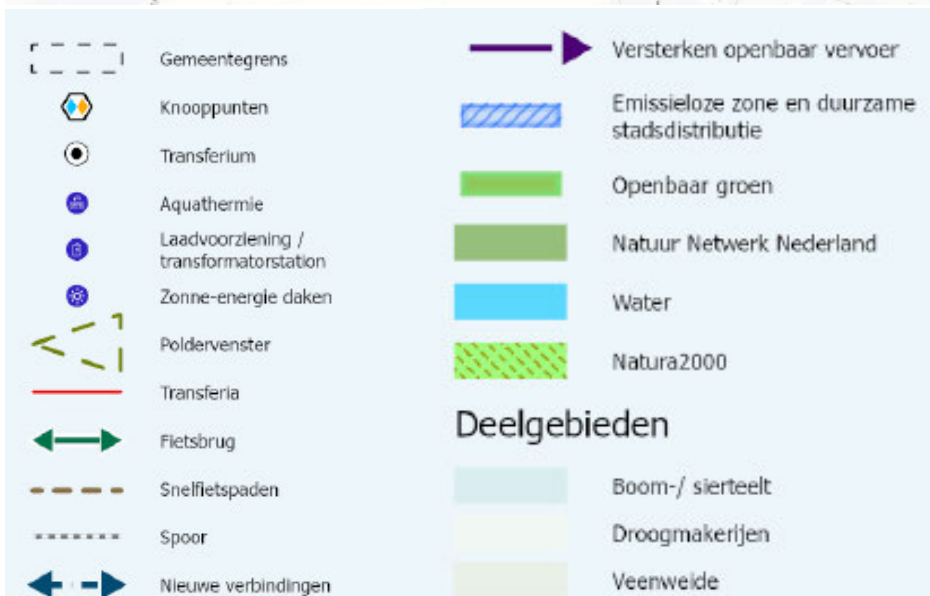 Gemeentegrens
Knooppunten
Transferium
Aquathermie
Laadvoorziening /
transformatorstation
Zonne-energie daken
Poldervenster
Transferia
Fietsbrug
Snelfietspaden
Spoor
Nieuwe verbindingen
Versterken openbaar vervoer
Emissieloze zone en duurzame
stadsdistributie
Openbaar groen
Natuur Netwerk Nederland
Water
Natura2000
Deelgebieden
Boom-/ sierteelt
Droogmakerijen
Veenweide